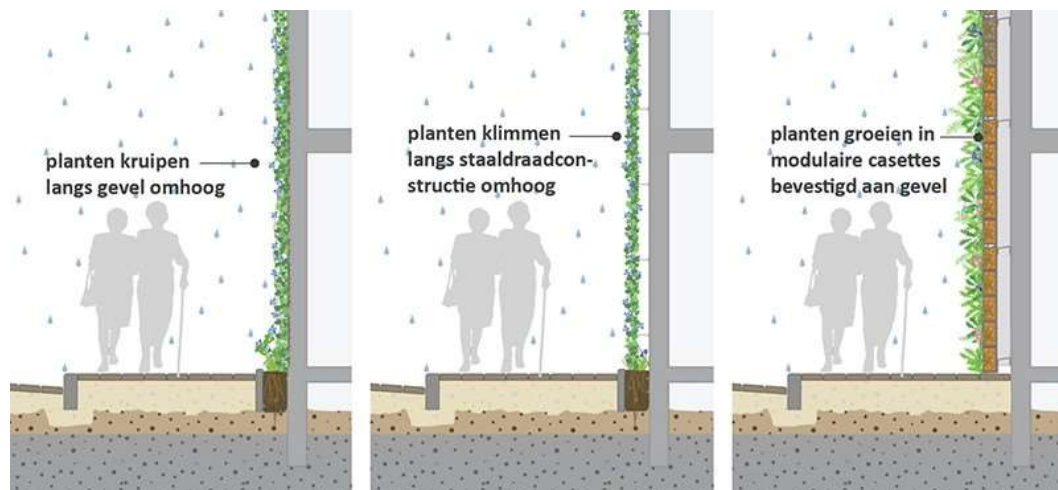 planten kruipen
langs gevel omhoog
planten klimmen
langs staaldraadcon-
structie omhoog
planten groeien in
modulaire casettes
bevestigd aan gevel